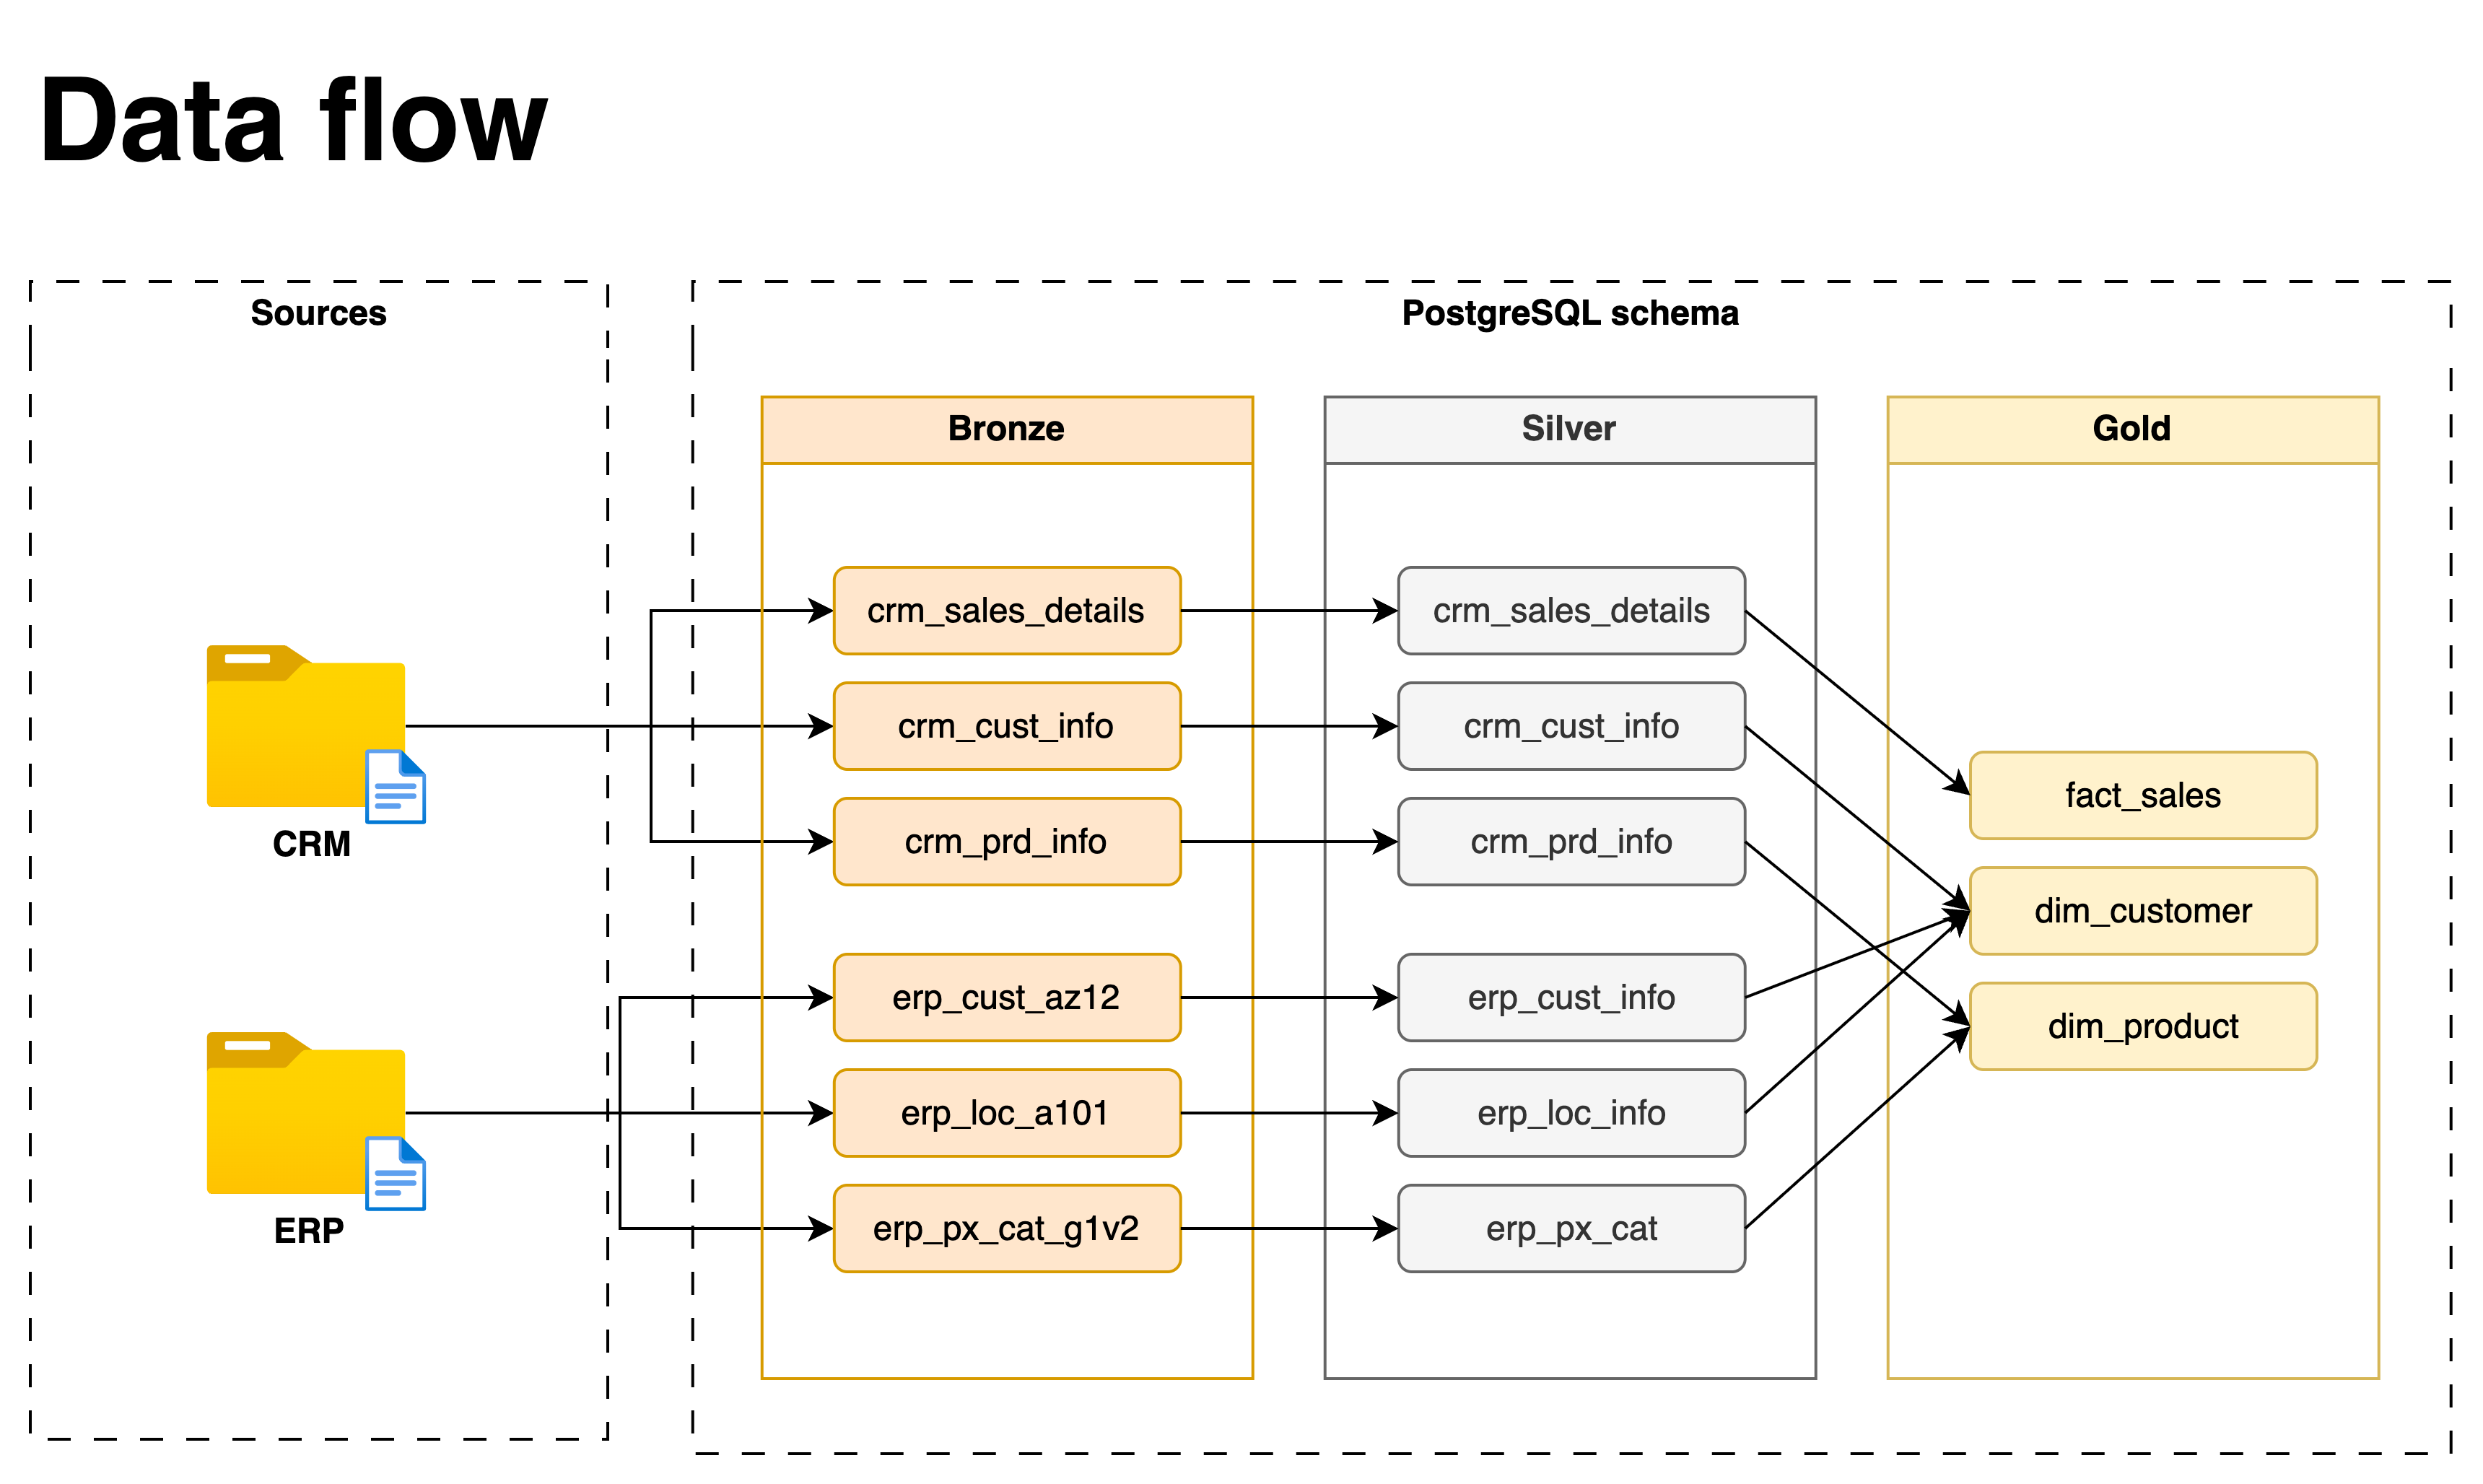 Data flow
Sources
CRM
ERP
PostgreSQL schema
Bronze
crm_sales_details
crm_cust_info
crm_prd_info
erp_cust_az12
erp_loc_a101
erp_px_cat_g1v2
Silver
crm_sales_details
crm_cust_info
crm_prd_info
erp_cust_info
erp_loc_info
erp_px_cat
Gold
fact_sales
dim_customer
dim_product